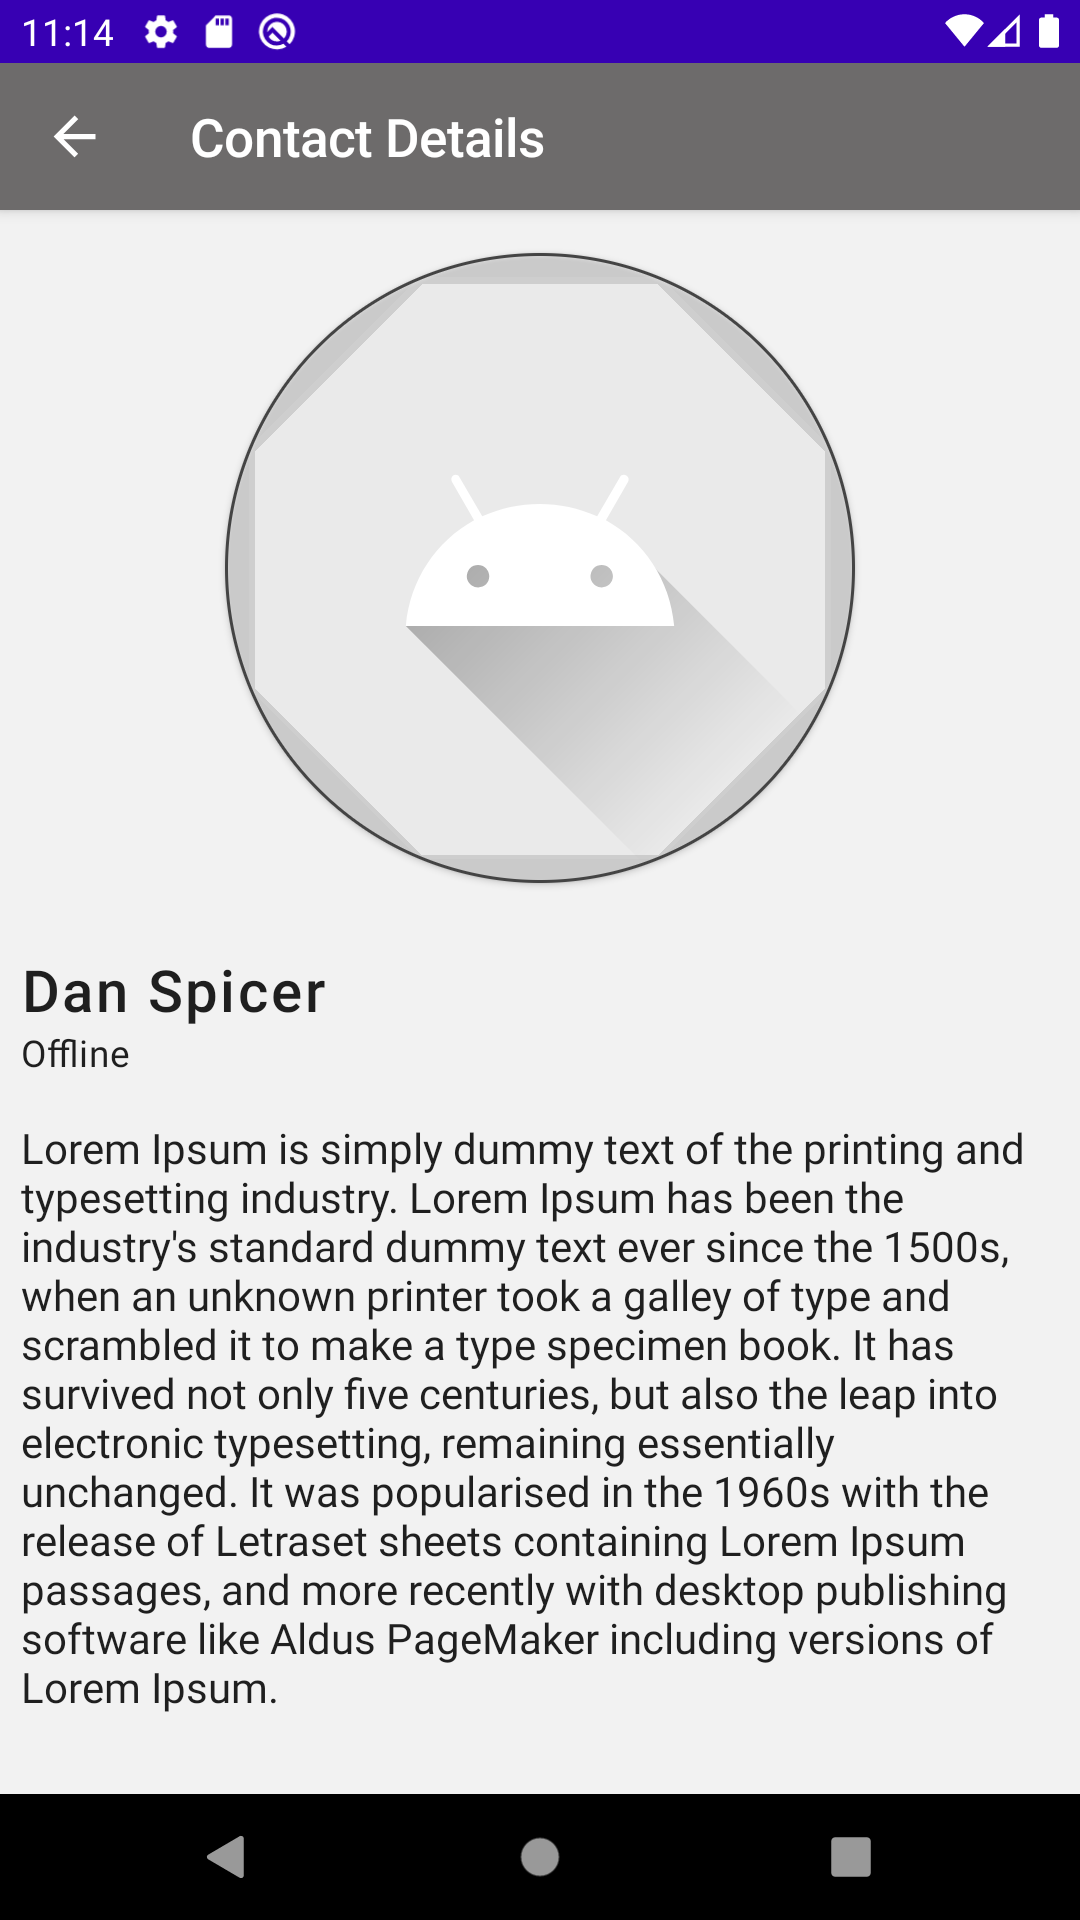 11:14
Contact Details
Dan Spicer
Offline
Lorem Ipsum is simply dummy text of the printing and
typesetting industry. Lorem Ipsum has been the
industry's standard dummy text ever since the 1500s,
when an unknown printer took a galley of type and
scrambled it to make a type specimen book. It has
survived not only five centuries, but also the leap into
electronic typesetting, remaining essentially
unchanged. It was popularised in the 1960s with the
release of Letraset sheets containing Lorem Ipsum
passages, and more recently with desktop publishing
software like Aldus PageMaker including versions of
Lorem Ipsum.